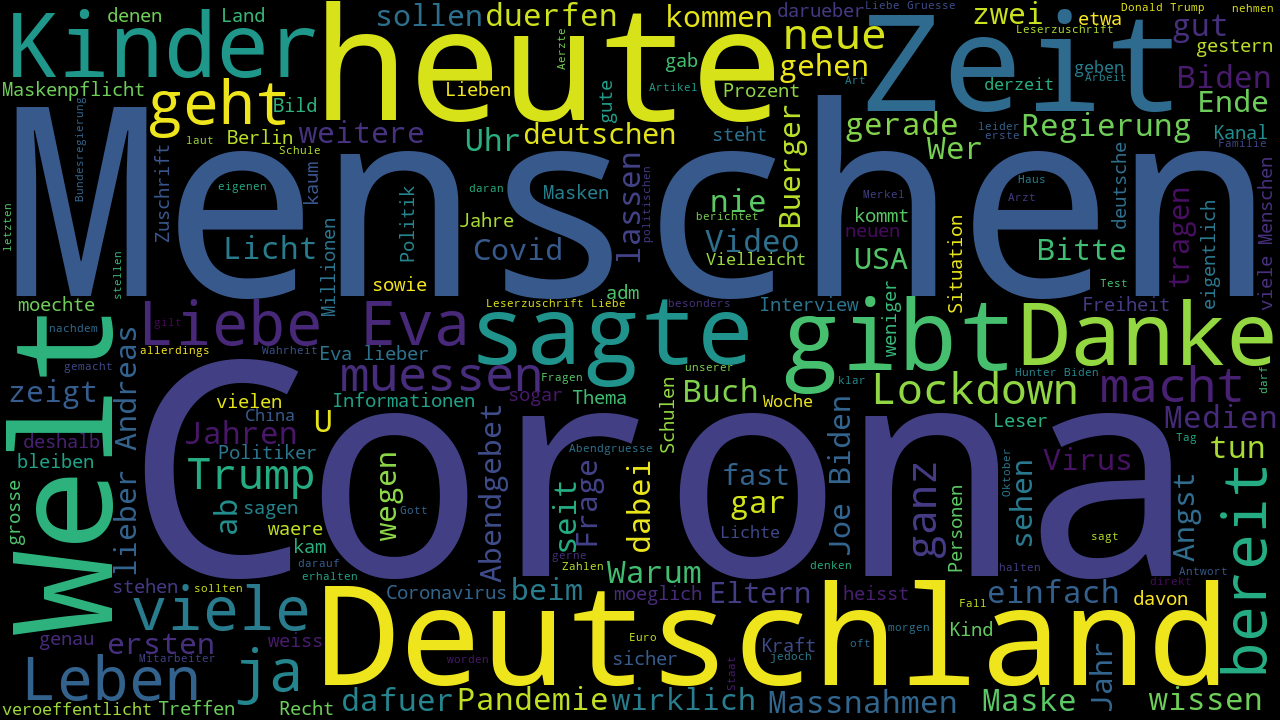 denen
Land
sollen
duerfen
kommen
darueber
Liebe Gruesse
zwei
etwa
Donald Trump
nehmen
Kinder
heute
neue
Zeit
Leserzuschrift
gut
gestern
Aerzte
gab
gehen
geben
Arbeit
Biden
Maskenpflicht
geht
Bild
Lieben
gute
Artikel
Prozent
Art
derzeit
Ende
Bundesregierung
laut
Berlin
weitere
Uhr
deutschen
steht
Buerger
gerade
Wer
leider
erste
Regierung
Kanal
Familie
Menschen
Zuschrift
Schule
kaum
eigenen
daran
Masken
lassen
politischen
nie
berichtet
Merkel
Haus
Arzt
deutsche
tragen
viele Menschen
letzten
Politik
Jahre
kommt
neuen
Licht
Millionen
Covid
Video
Vielleicht
USA
Situation
Bitte
eigentlich
stellen
sowie
Test
moechte
adm
Leserzuschrift Liebe
besonders
Interview
weniger
Freiheit
Welt
nachdem
gilt
Liebe Eva
sagte
gibt
Danke
allerdings
Wahrheit
Eva lieber
gemacht
lieber Andreas
muessen
Fragen
unserer
klar
Hunter Biden
darf
zeigt
vielen
Informationen
sogar
Thema
Schulen
Buch
Woche
Lockdown
macht
China
U
Leser
Medien
deshalb
Jahren
Corona
Abendgebet
Joe Biden
Tag
bleiben
Politiker
Abendgruesse
Virus
tun
Trump
wegen
Frage
dabei
fast
ganz
Oktober
sehen
Angst
bereit
grosse
ab
sagen
Gott
seit
gar
Personen
waere
Lichte
sagt
kam
gerne
darauf
Zahlen
Warum
denken
halten
direkt
Antwort
erhalten
stehen
sollten
Coronavirus
beim
moeglich
Eltern
heisst
einfach
davon
viele
Deutschland
Fall
genau
ersten
weiss
Euro
Kraft
oft
morgen
Kind
Mitarbeiter
worden
sicher
Staat
jedoch
Jahr
Leben
ja
veroeffentlicht
Treffen
Recht
dafuer
Pandemie
wirklich
Massnahmen
Maske
wissen